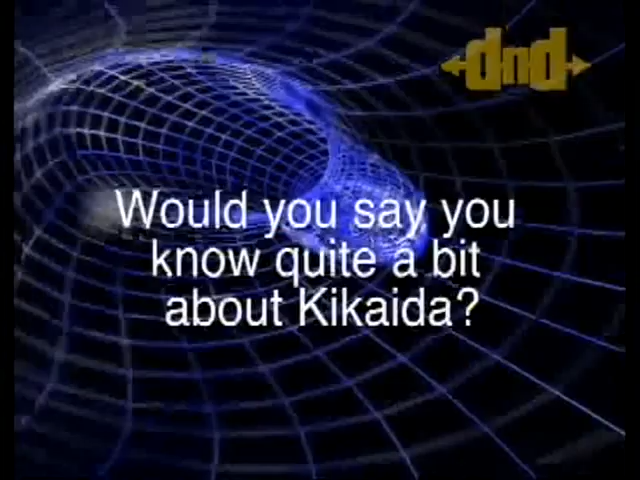 dnd
Would you say you
know quite a bit
about Kikaida?